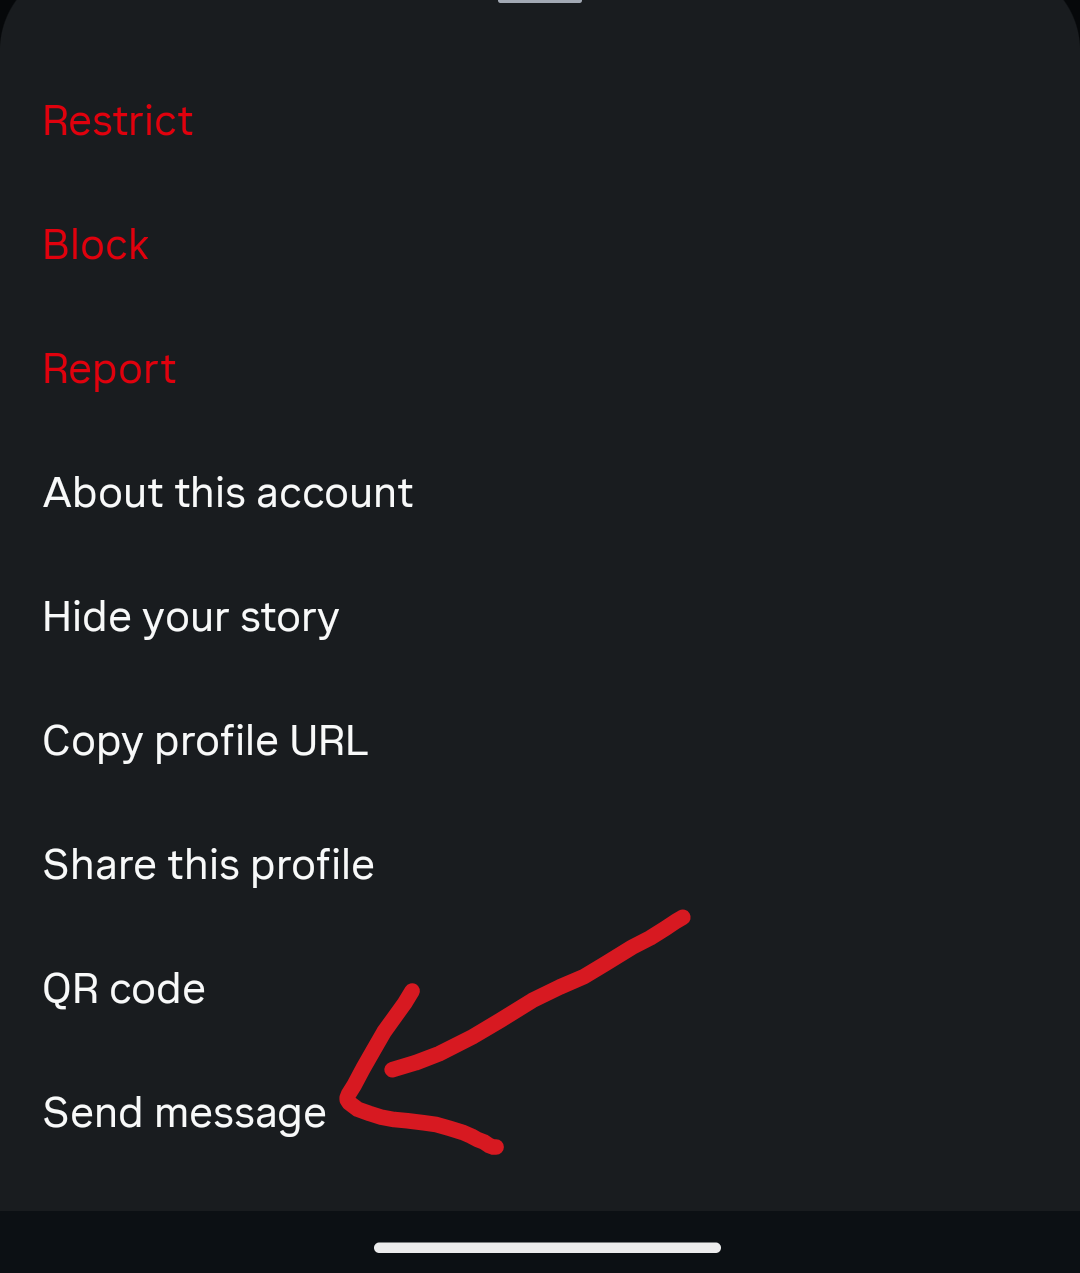 Restrict
Block
Report
About this account
Hide your story
Copy profile URL
Share this profile
QR code
Send message